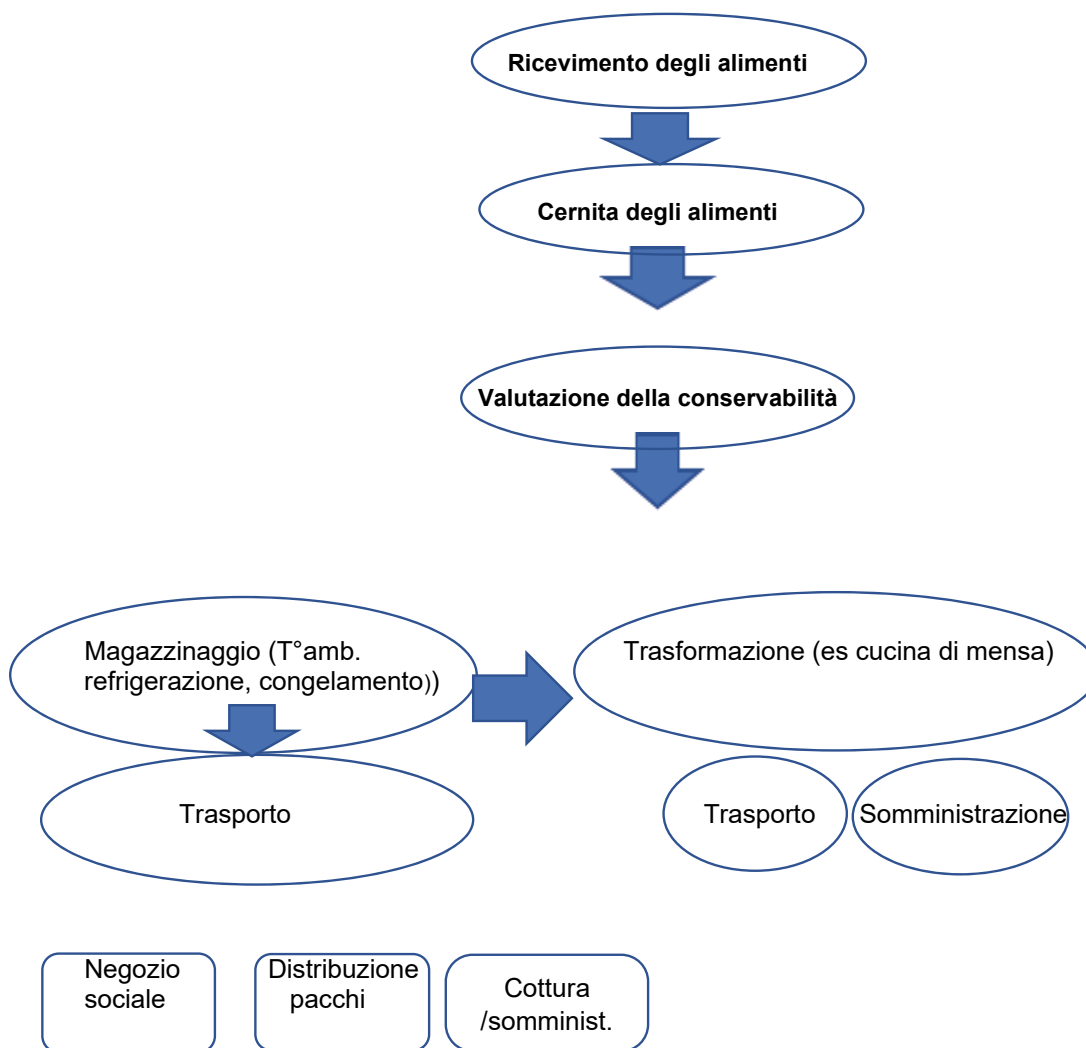 Ricevimento degli alimenti
Cernita degli alimenti
Valutazione della conservabilità
Magazzinaggio (T°amb.
refrigerazione, congelamento))
Trasformazione (es cucina di mensa)
Trasporto
Trasporto
Somministrazione
Negozio
sociale
Distribuzione
pacchi
Cottura
/somminist.